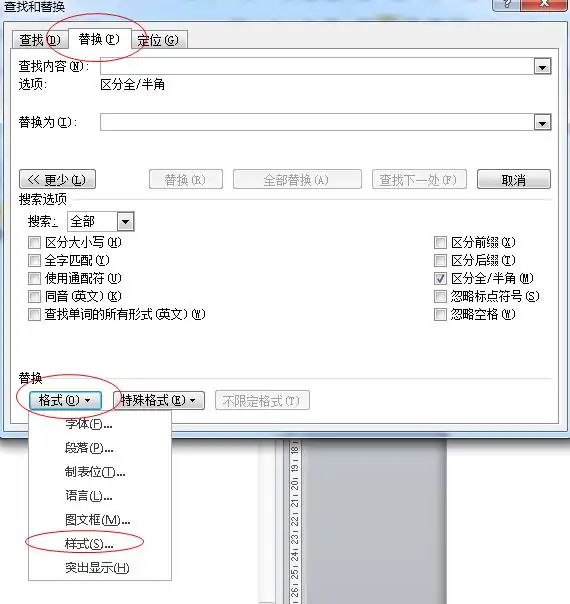 查找和替换
查找(D) 替换(P) 定位(G)
查找内容(N):
选项: 区分全/半角
替换为(I):
<< 更少(L) 替换(R) 全部替换(A) 查找下一处(F) 取消
搜索选项
搜索: 全部
区分大小写(H) 区分前缀(X)
全字匹配(Y) 区分后缀(T)
使用通配符(U) 区分全/半角(M)
同音(英文)(K) 忽略标点符号(S)
查找单词的所有形式(英文)(W) 忽略空格(W)
替换
格式(O) 特殊格式(E) 不限定格式(T)
字体(F)...
段落(P)...
制表位(T)...
语言(L)...
图文框(M)...
样式(S)...
突出显示(H)
18
19
20
21
22
23
24
25
26